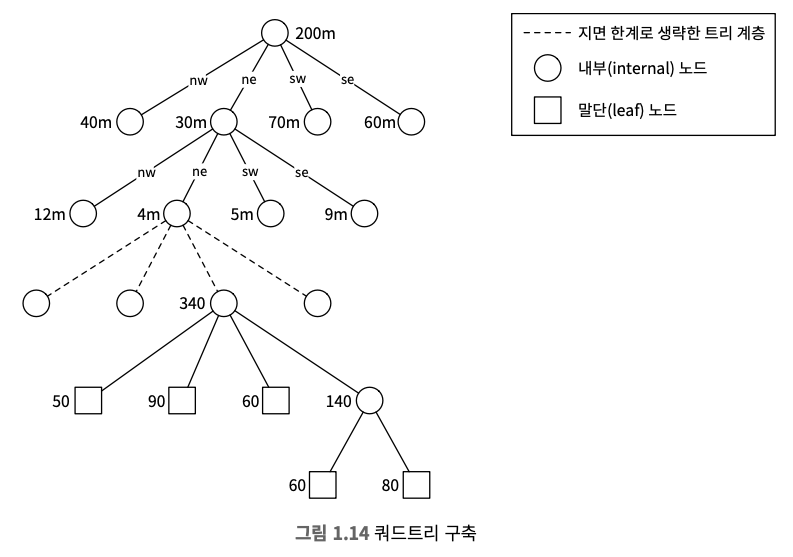 200m
지면 한계로 생략한 트리 계층
내부(internal) 노드
말단(leaf) 노드
nw ne sw se
40m 30m 70m 60m
nw ne sw se
12m 4m 5m 9m
340
50 90 60 140
60 80
그림 1.14 쿼드트리 구축